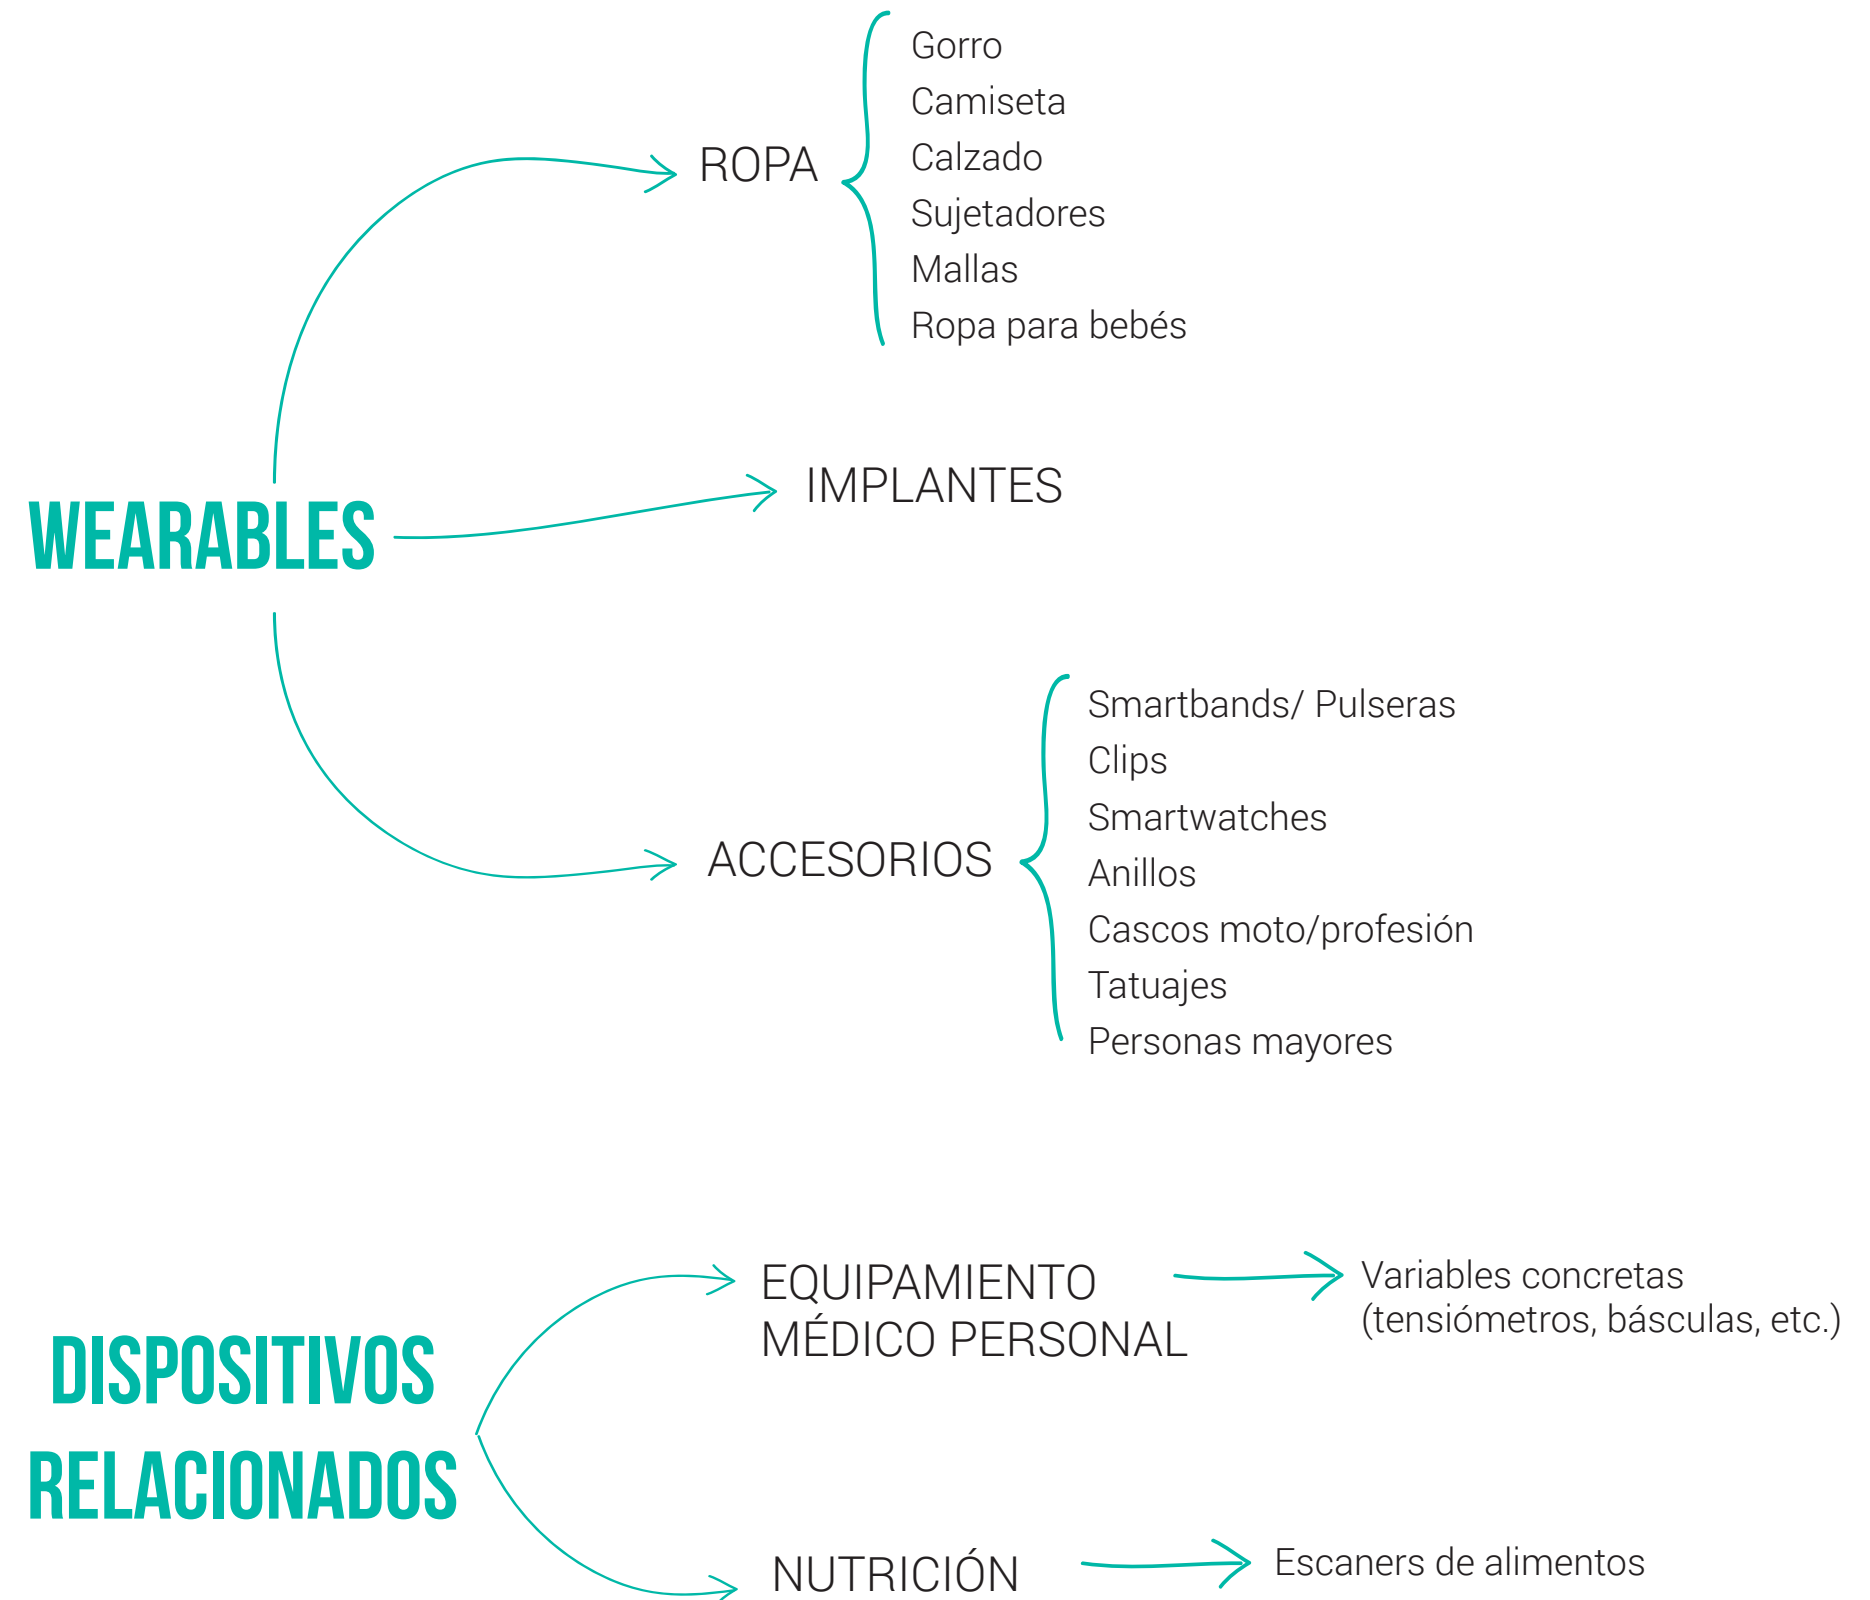 WEARABLES
ROPA
Gorro
Camiseta
Calzado
Sujetadores
Mallas
Ropa para bebés
IMPLANTES
ACCESORIOS
Smartbands/ Pulseras
Clips
Smartwatches
Anillos
Cascos moto/profesión
Tatuajes
Personas mayores
DISPOSITIVOS
RELACIONADOS
EQUIPAMIENTO
MÉDICO PERSONAL
Variables concretas
(tensiómetros, básculas, etc.)
NUTRICIÓN
Escaners de alimentos